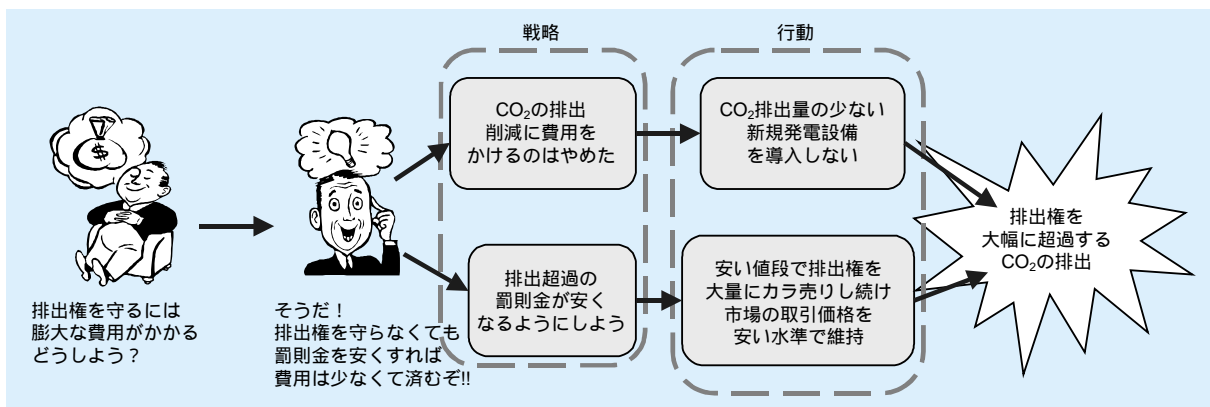 戦略
行動
CO₂の排出
削減に費用を
かけるのはやめた
CO₂排出量の少ない
新規発電設備
を導入しない
$
排出権を
大幅に超過する
CO₂の排出
排出超過の
罰則金が安く
なるようにしよう
安い値段で排出権を
大量にカラ売りし続け
市場の取引価格を
安い水準で維持
排出権を守るには
膨大な費用がかかる
どうしよう？
そうだ！
排出権を守らなくても
罰則金を安くすれば
費用は少なくて済むぞ!!